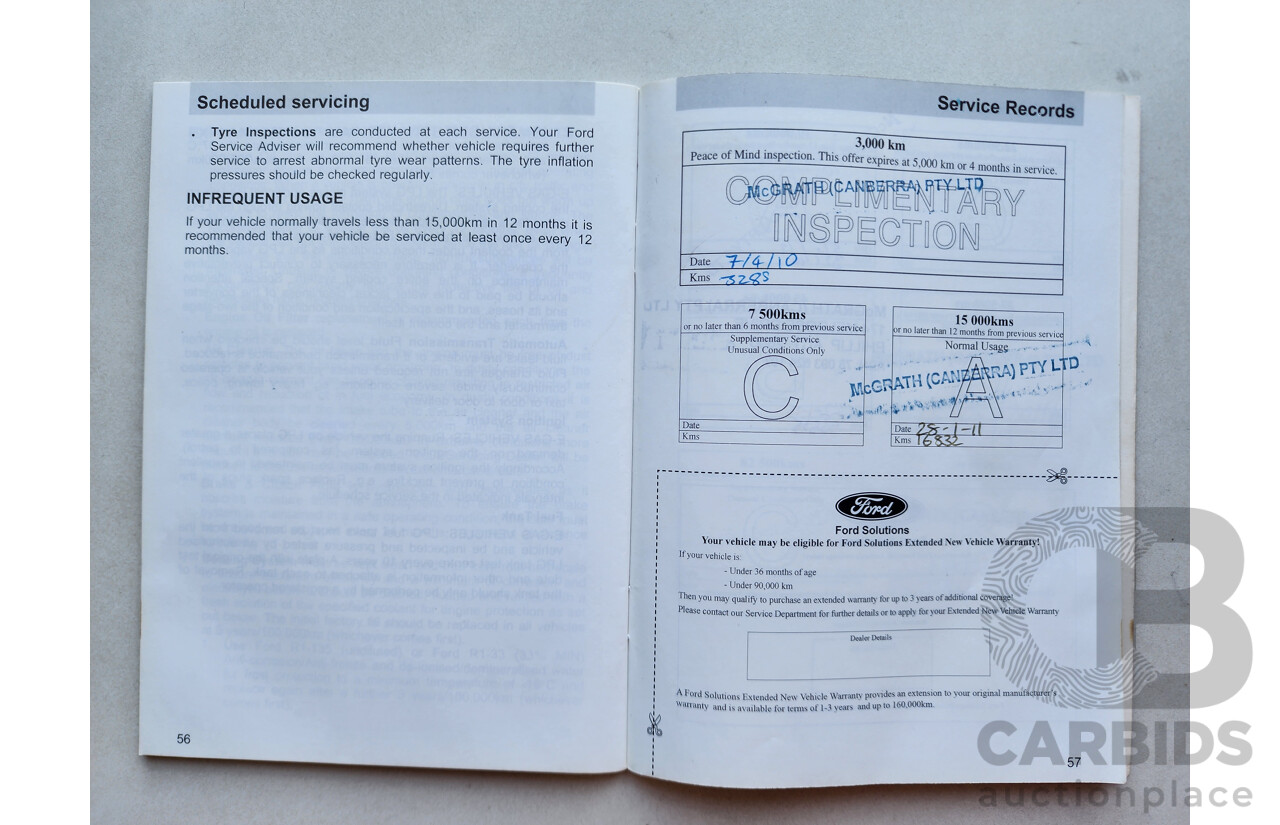 Scheduled servicing
. Tyre Inspections are conducted at each service. Your Ford
Service Adviser will recommend whether vehicle requires further
service to arrest abnormal tyre wear patterns. The tyre inflation
pressures should be checked regularly.
INFREQUENT USAGE
If your vehicle normally travels less than 15,000km in 12 months it is
recommended that your vehicle be serviced at least once every 12
months.
56
Service Records
3,000 km
Peace of Mind inspection. This offer expires at 5,000 km or 4 months in service.
COMPLIMENTARY
McGRATH (CANBERRA) PTY LTD
INSPECTION
Date 7/4/10
Kms 3285
7 500kms
or no later than 6 months from previous service
Supplementary Service
Unusual Conditions Only
C
Date
Kms
15 000kms
or no later than 12 months from previous service
Normal Usage
A
McGRATH (CANBERRA) PTY LTD
Date 28-1-11
Kms 16832
Ford
Ford Solutions
Your vehicle may be eligible for Ford Solutions Extended New Vehicle Warranty!
If your vehicle is:
- Under 36 months of age
- Under 90,000 km
Then you may qualify to purchase an extended warranty for up to 3 years of additional coverage!
Please contact our Service Department for further details or to apply for your Extended New Vehicle Warranty
Dealer Details
A Ford Solutions Extended New Vehicle Warranty provides an extension to your original manufacturer's
warranty and is available for terms of 1-3 years and up to 160,000km.
57
B
CARBIDS
auctionplace